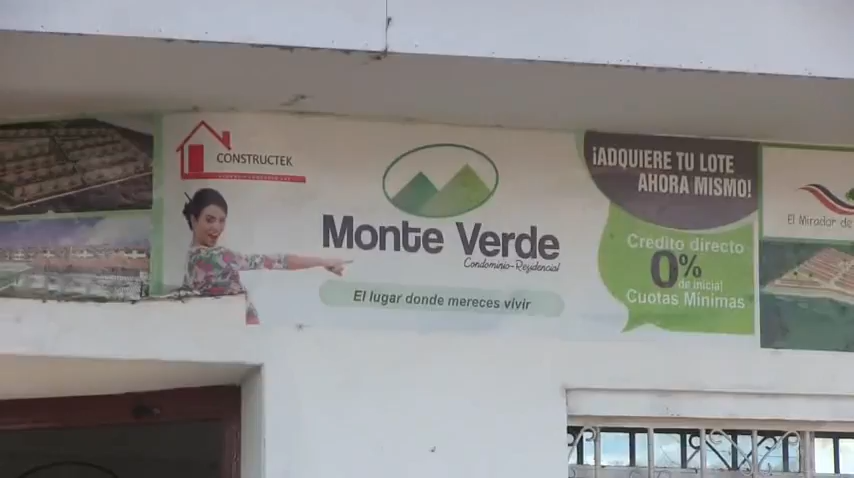 CONSTRUCTEK
Monte Verde
Condominio-Residencial
El lugar donde mereces vivir
¡ADQUIERE TU LOTE
AHORA MISMO!
Credito directo
0%
de inicial
Cuotas Mínimas
El Mirador de